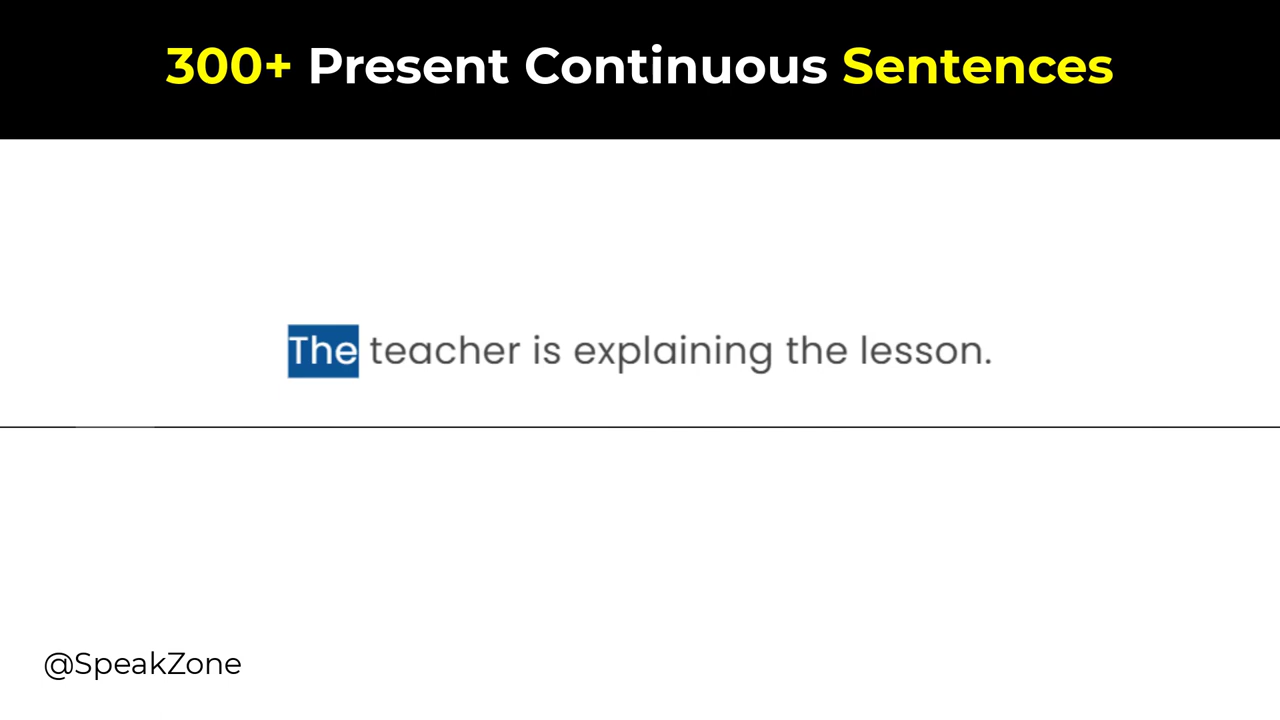 300+ Present Continuous Sentences
The teacher is explaining the lesson.
@SpeakZone